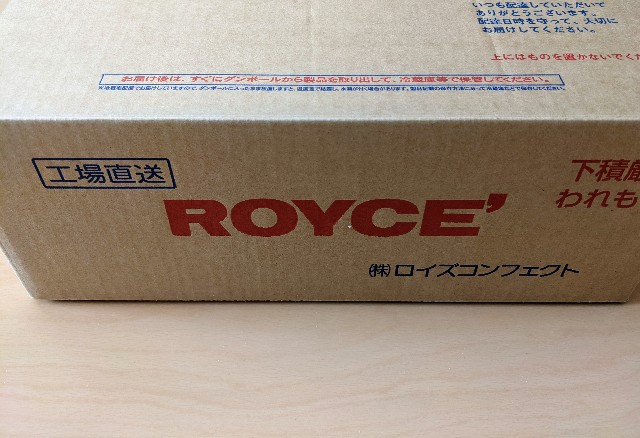 いつも配達していただいて
ありがとうございます。
配達日時を守って、大切に
お届けしてください。
上にはものを置かないでくだ
お届け後は、すぐにダンボールから製品を取り出して、冷蔵庫等で保管してください。
工場直送
下積厳
われも
ROYCE'
㈱ロイズコンフェクト